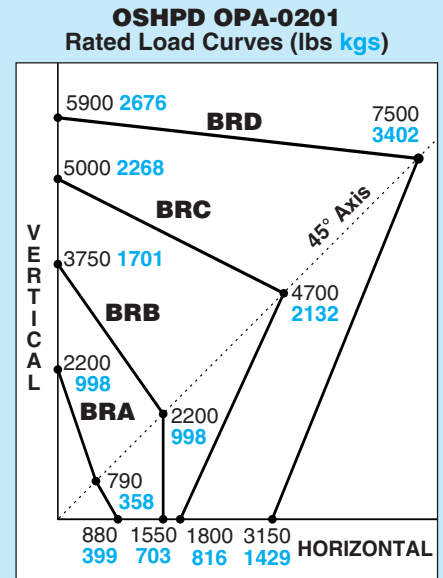 OSHPD OPA-0201
Rated Load Curves (lbs kgs)
5900 2676
BRD
7500
3402
5000 2268
BRC
45° Axis
VERTICAL
3750 1701
4700
2132
BRB
2200
998
BRA
2200
998
790
358
880
399
1550
703
1800
816
3150
1429
HORIZONTAL